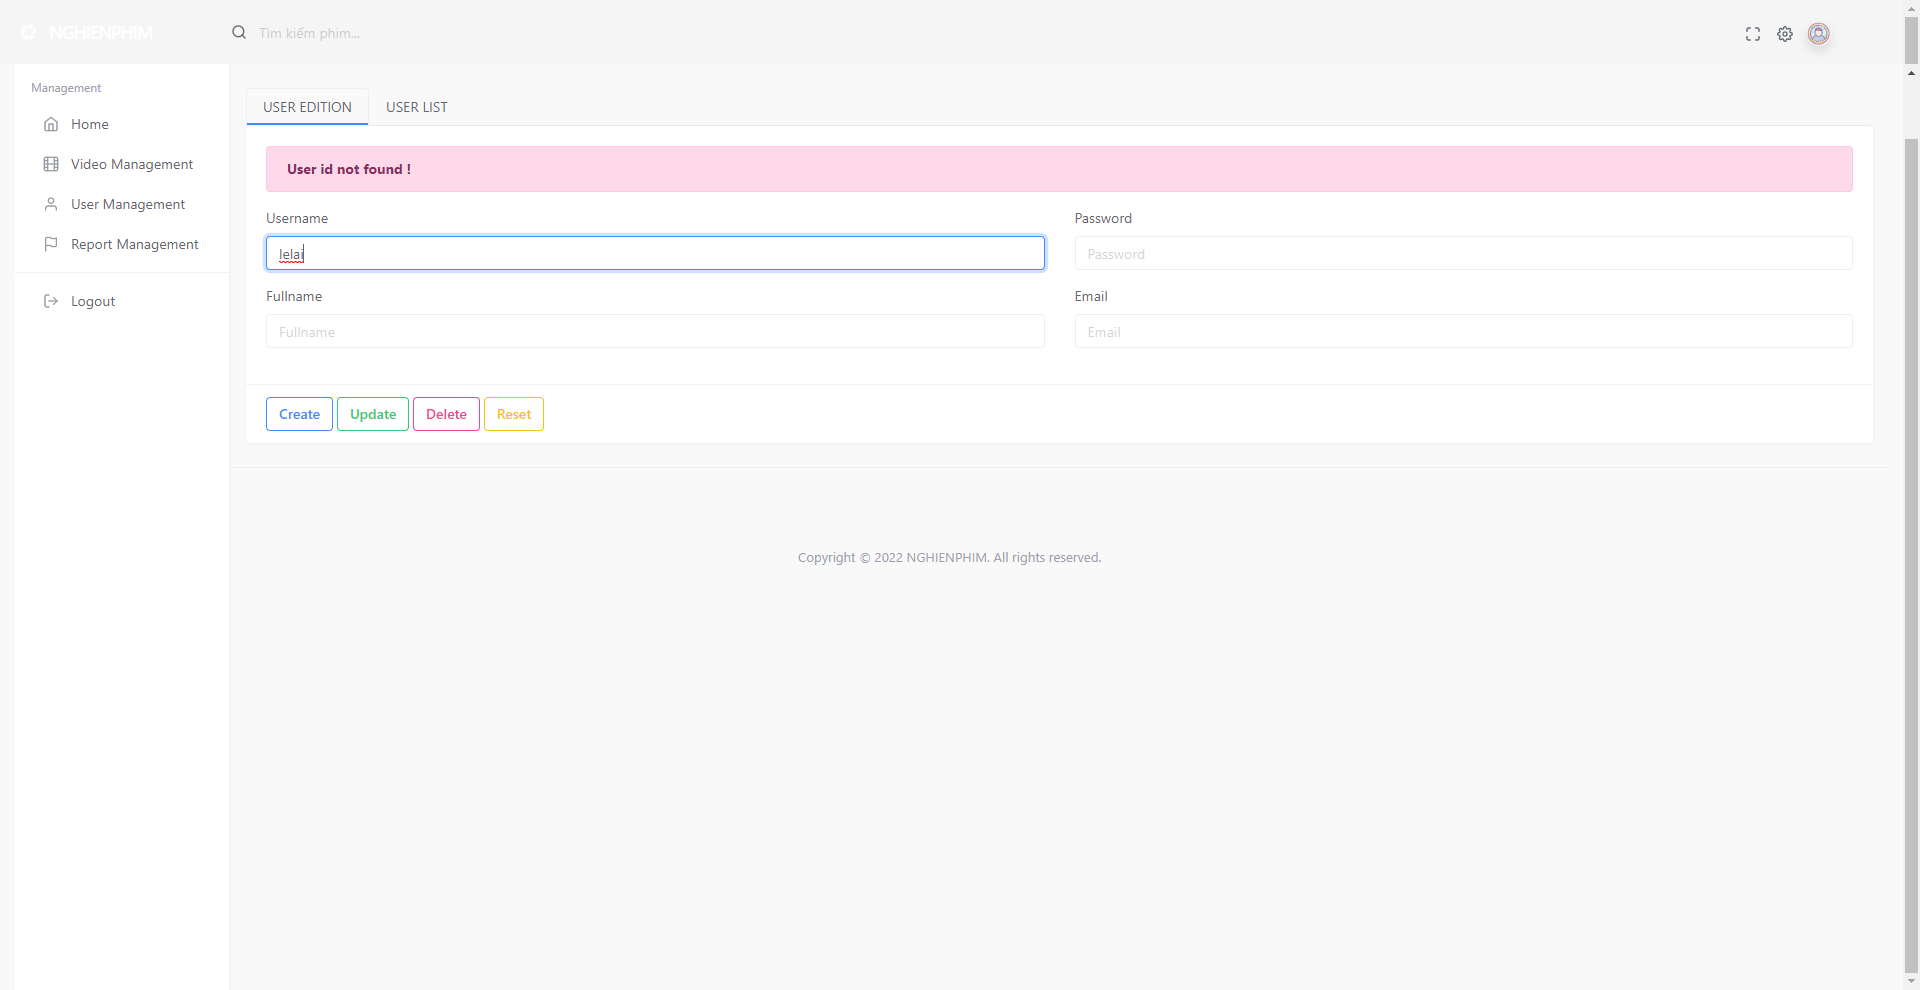 NGHIENPHIM
Tìm kiếm phim...
Management
Home
Video Management
User Management
Report Management
Logout
USER EDITION
USER LIST
User id not found !
Username
Password
lelai
Password
Fullname
Email
Fullname
Email
Create
Update
Delete
Reset
Copyright © 2022 NGHIENPHIM. All rights reserved.